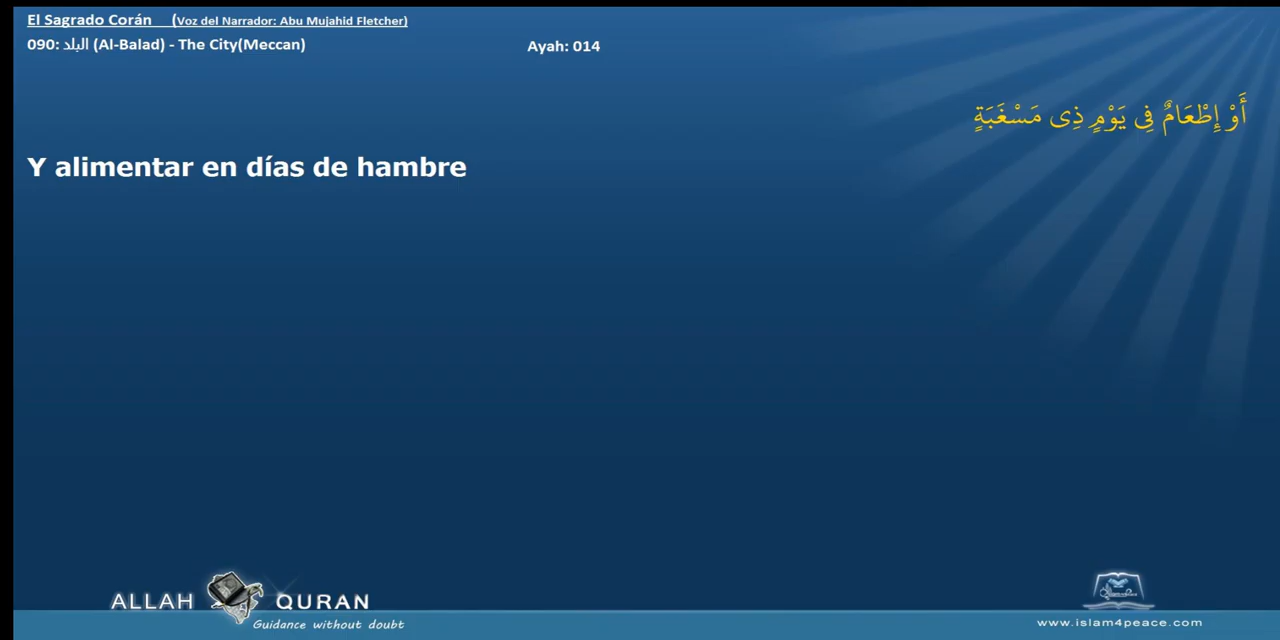 El Sagrado Corán (Voz del Narrador: Abu Mujahid Fletcher)
090: البلد (Al-Balad) - The City(Meccan) Ayah: 014
أَوْ إِطْعَامٌ فِى يَوْمٍ ذِى مَسْغَبَةٍ
Y alimentar en días de hambre
ALLAH QURAN
Guidance without doubt
www.islam4peace.com